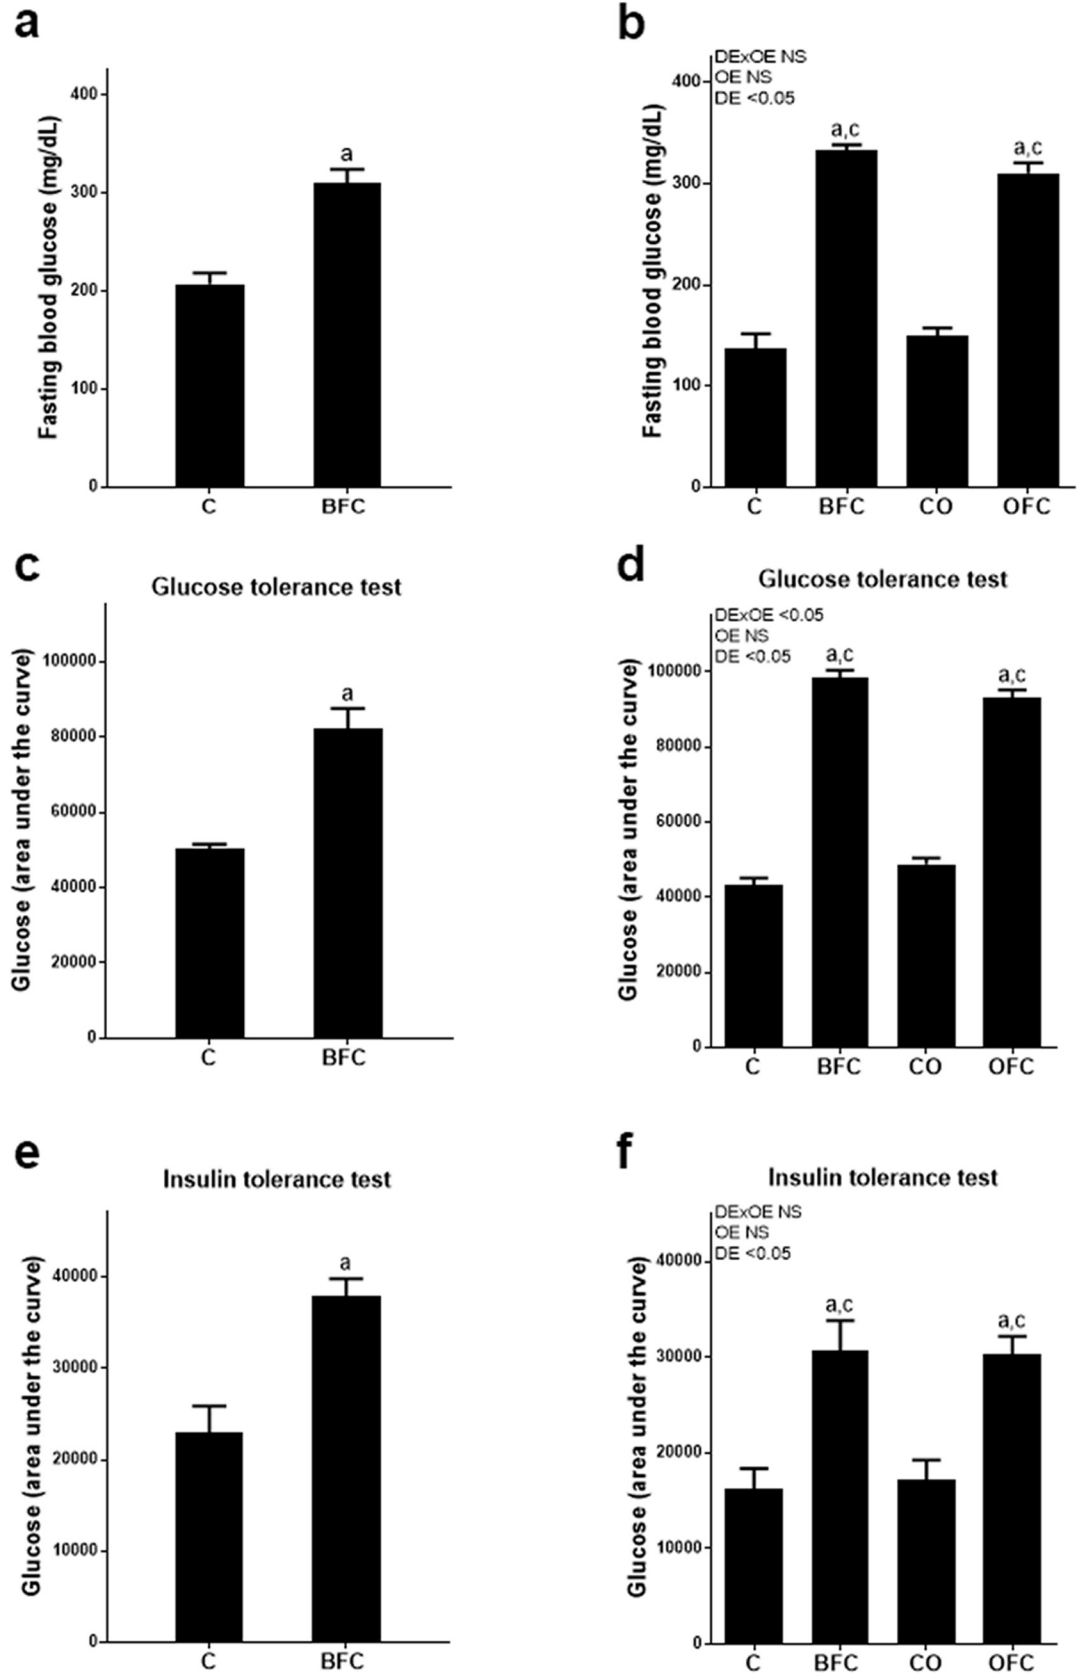 a
Fasting blood glucose (mg/dL)
400
300
200
100
0
a
C
BFC
b
DExOE NS
OE NS
DE <0.05
Fasting blood glucose (mg/dL)
400
300
200
100
0
a,c
a,c
C
BFC
CO
OFC
c
Glucose tolerance test
Glucose (area under the curve)
100000
80000
60000
40000
20000
0
a
C
BFC
d
Glucose tolerance test
DExOE <0.05
OE NS
DE <0.05
Glucose (area under the curve)
100000
80000
60000
40000
20000
0
a,c
a,c
C
BFC
CO
OFC
e
Insulin tolerance test
Glucose (area under the curve)
40000
30000
20000
10000
0
a
C
BFC
f
Insulin tolerance test
DExOE NS
OE NS
DE <0.05
Glucose (area under the curve)
40000
30000
20000
10000
0
a,c
a,c
C
BFC
CO
OFC